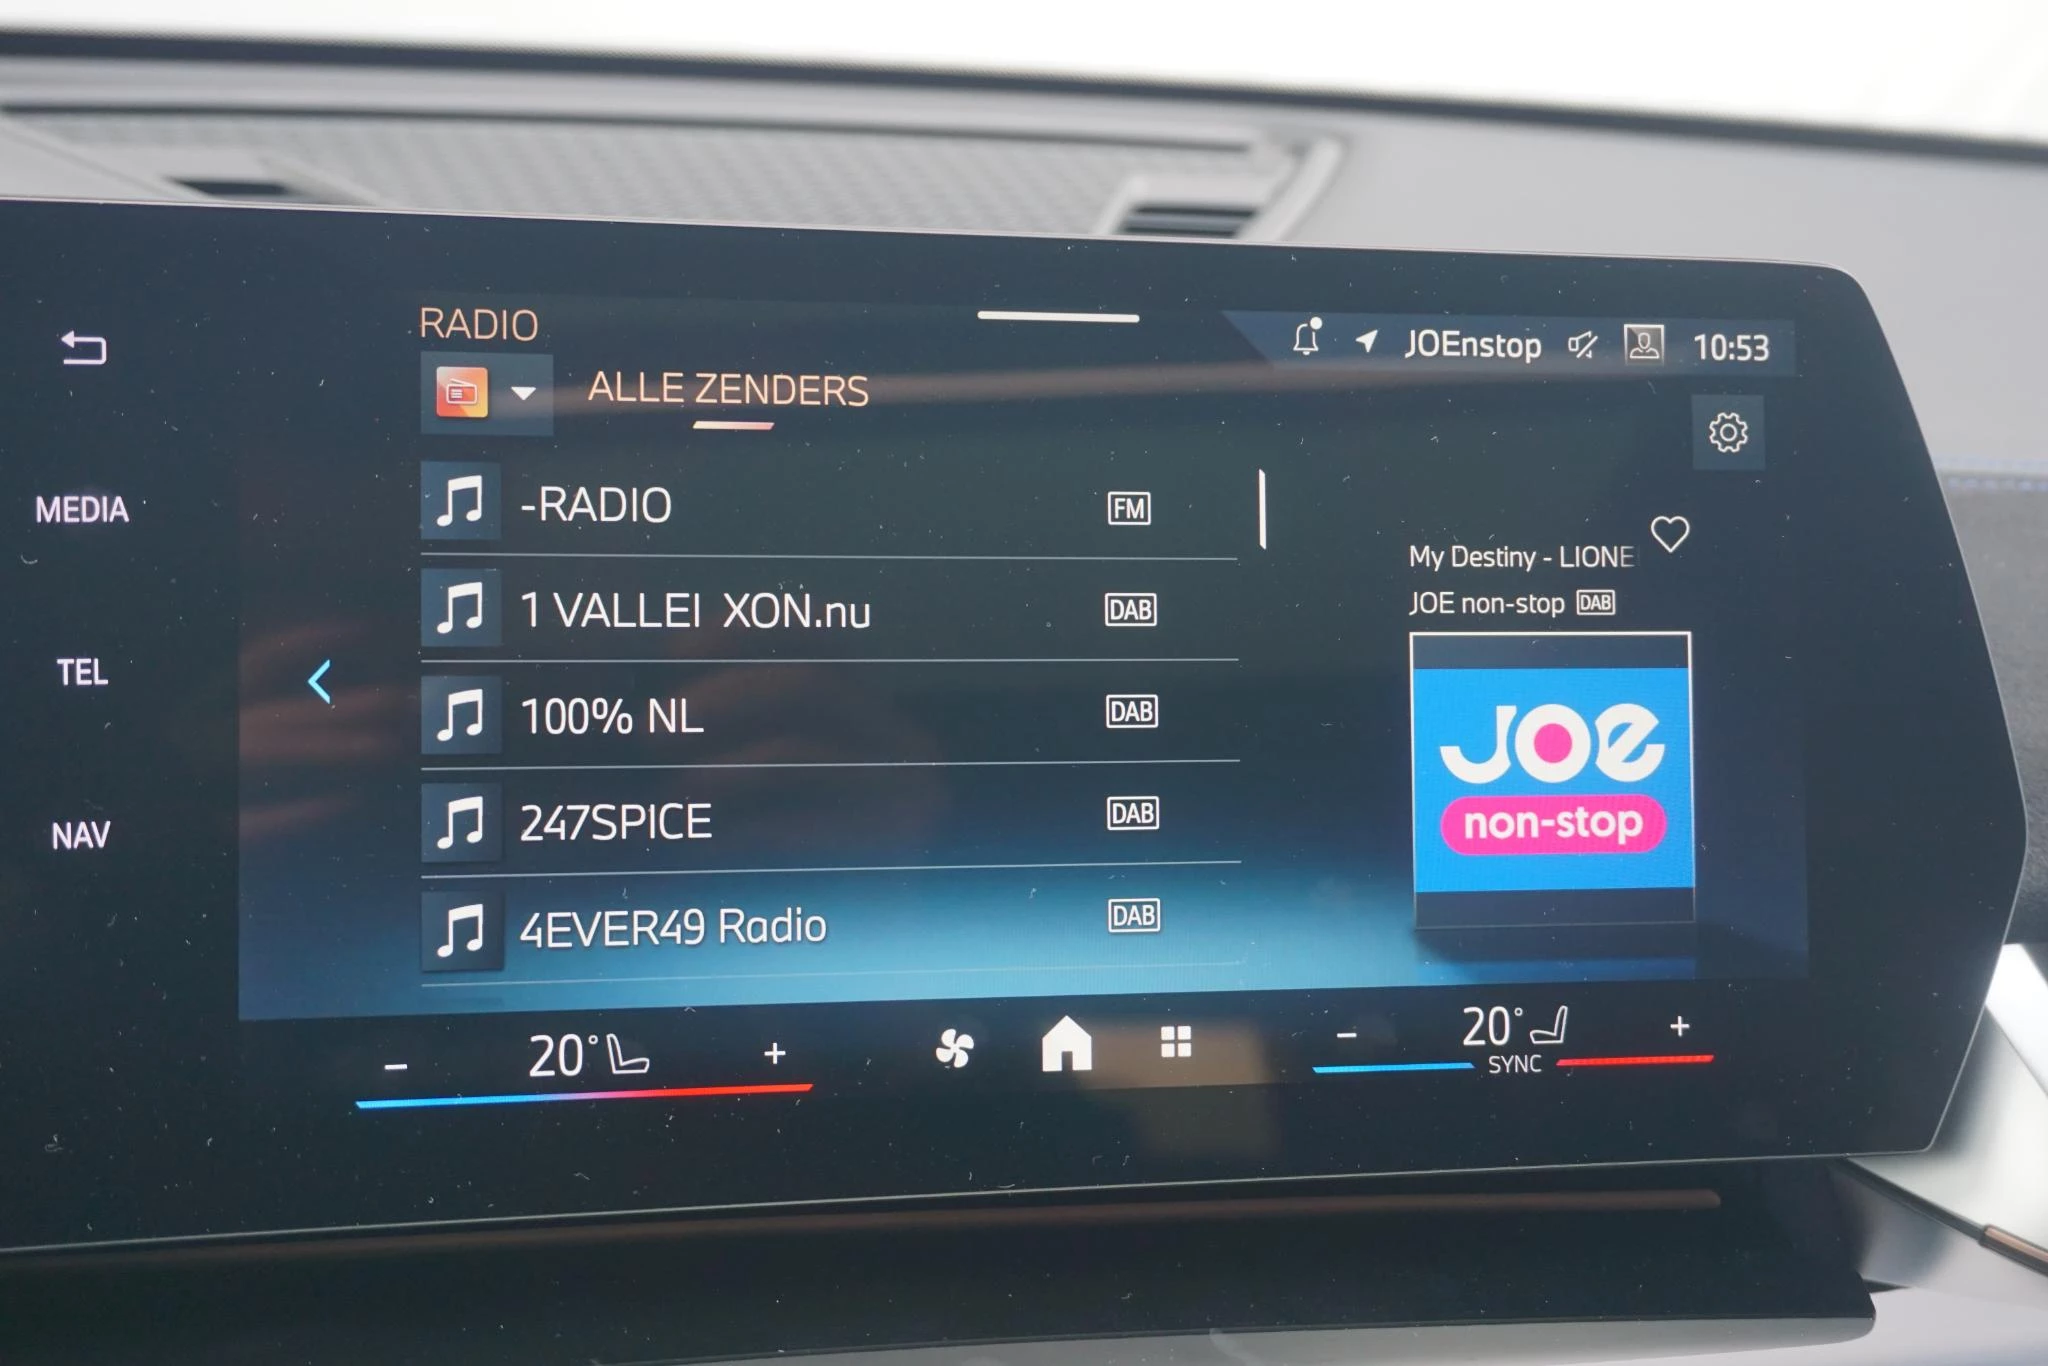 RADIO
JOEnstop 10:53
ALLE ZENDERS
MEDIA
TEL
NAV
-RADIO FM
1 VALLEI XON.nu DAB
100% NL DAB
247SPICE DAB
4EVER49 Radio DAB
My Destiny - LIONE
JOE non-stop DAB
JOE
non-stop
− 20° +
− 20° +
SYNC